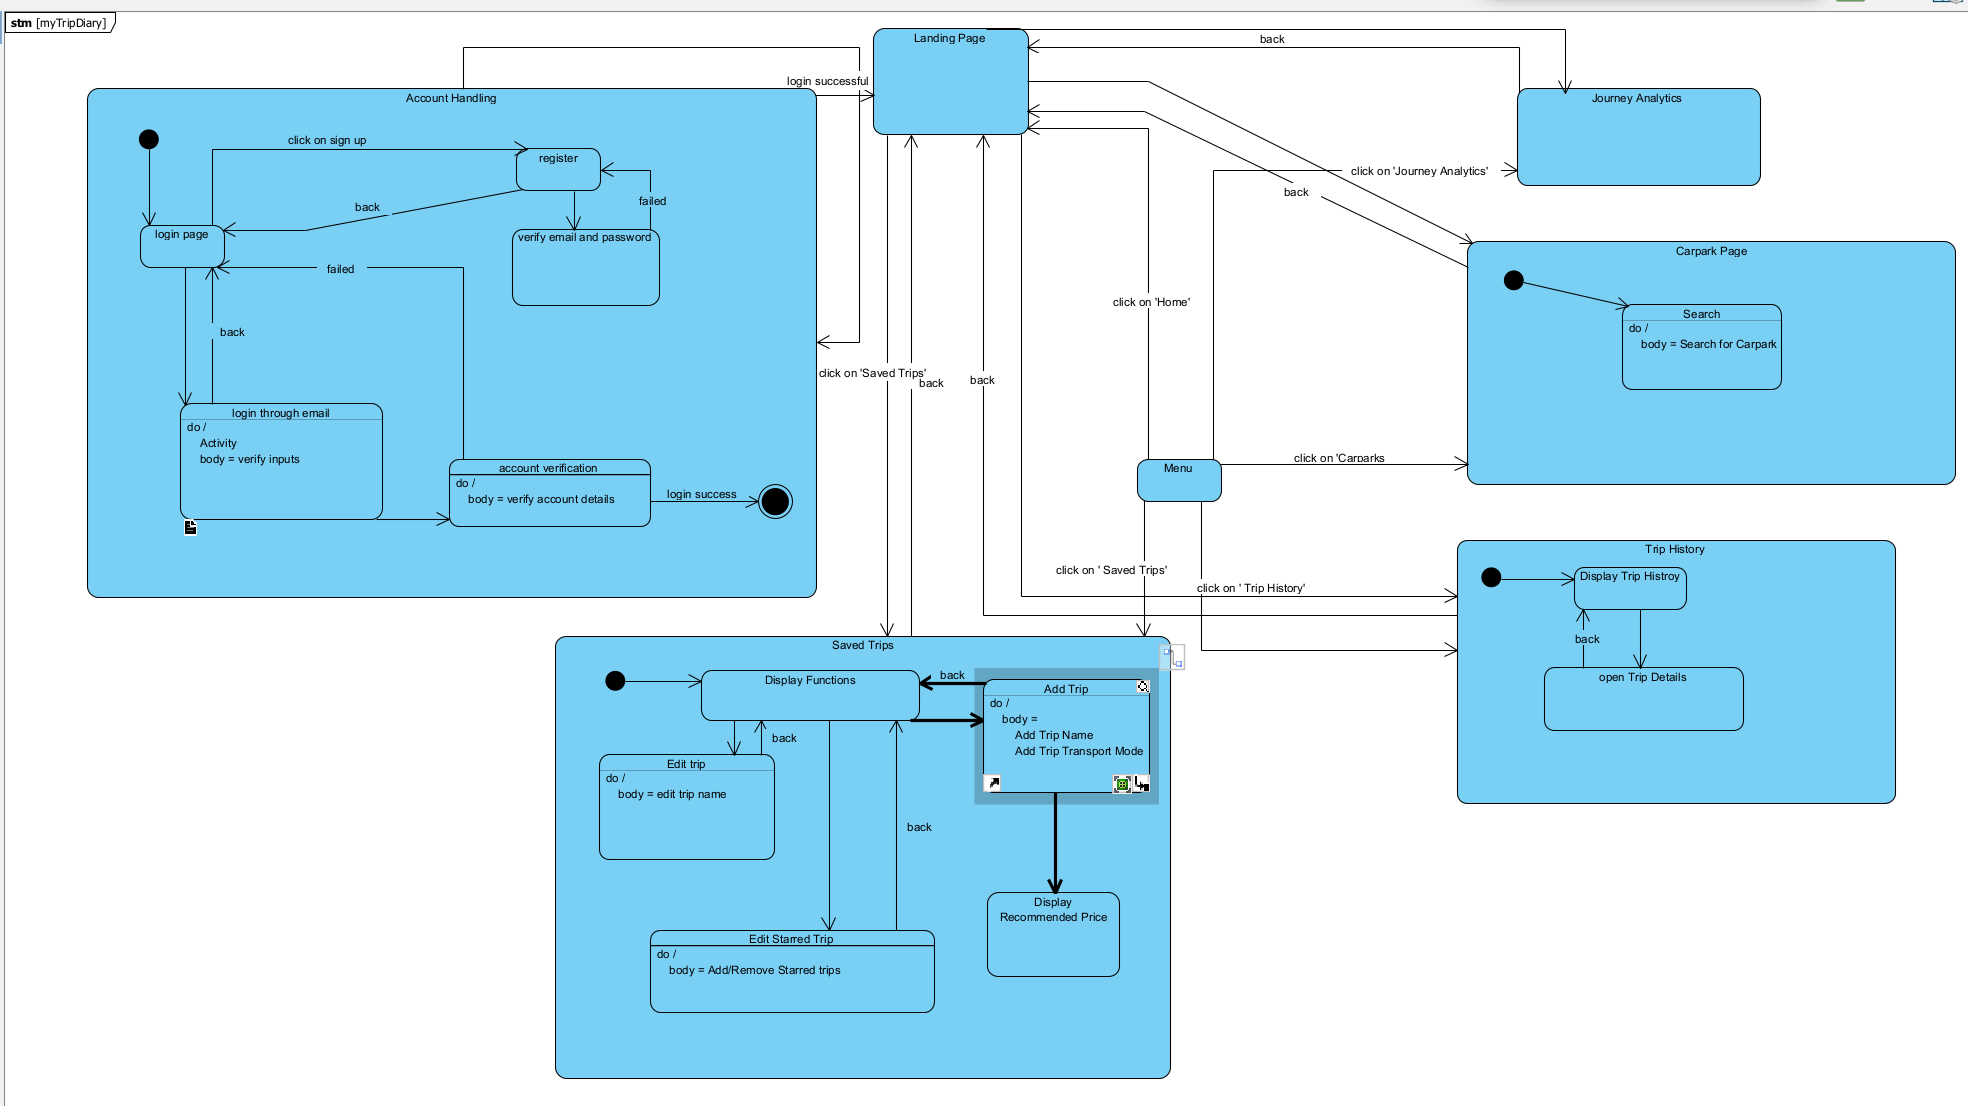 stm [myTripDiary]
Landing Page
back
login successful
Account Handling
Journey Analytics
click on sign up
register
failed
back
login page
verify email and password
failed
back
click on 'Journey Analytics'
back
Carpark Page
Search
do /
body = Search for Carpark
click on 'Home'
click on 'Saved Trips'
back
back
login through email
do /
Activity
body = verify inputs
account verification
do /
body = verify account details
login success
Menu
click on 'Carparks
click on ' Saved Trips'
click on ' Trip History'
Trip History
Display Trip Histroy
back
open Trip Details
Saved Trips
Display Functions
back
Add Trip
do /
body =
Add Trip Name
Add Trip Transport Mode
back
Edit trip
do /
body = edit trip name
back
Display
Recommended Price
Edit Starred Trip
do /
body = Add/Remove Starred trips